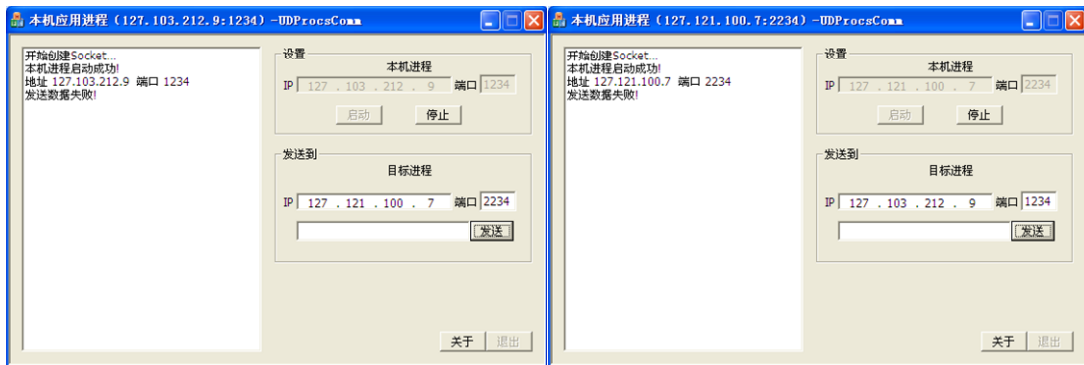 本机应用进程（127.103.212.9:1234）-UDProcsComm
开始创建Socket...
本机进程启动成功!
地址 127.103.212.9 端口 1234
发送数据失败!
设置
本机进程
IP 127 . 103 . 212 . 9 端口 1234
启动 停止
发送到
目标进程
IP 127 . 121 . 100 . 7 端口 2234
发送
关于 退出
本机应用进程（127.121.100.7:2234）-UDProcsComm
开始创建Socket...
本机进程启动成功!
地址 127.121.100.7 端口 2234
发送数据失败!
设置
本机进程
IP 127 . 121 . 100 . 7 端口 2234
启动 停止
发送到
目标进程
IP 127 . 103 . 212 . 9 端口 1234
发送
关于 退出